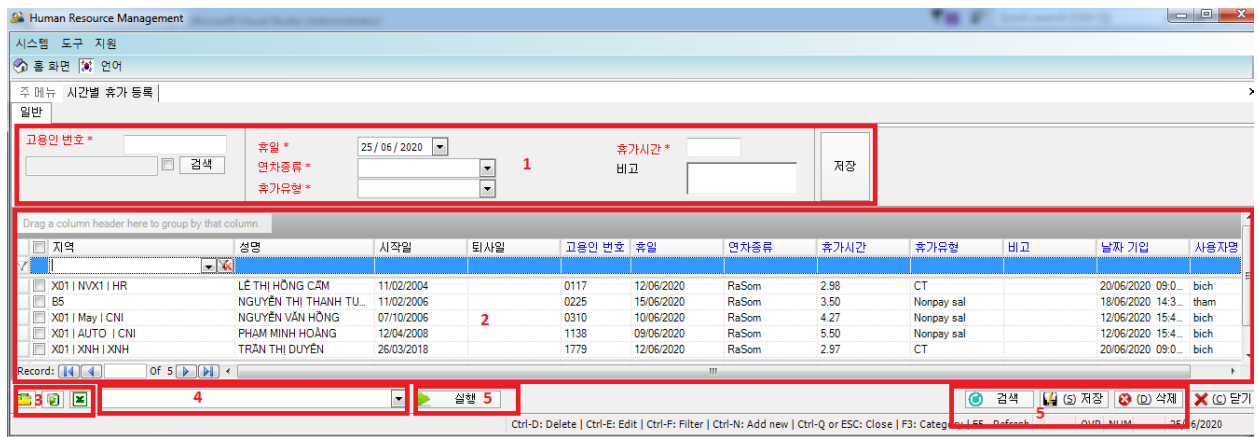 Human Resource Management
시스템 도구 지원
홈 화면 언어
주 메뉴 시간별 휴가 등록
일반
고용인 번호 *
검색
휴일 * 25/06/2020
연차종류 *
휴가유형 *
1
휴가시간 *
비고
저장
Drag a column header here to group by that column.
지역 성명 시작일 퇴사일 고용인 번호 휴일 연차종류 휴가시간 휴가유형 비고 날짜 기입 사용자명
X01 | NVX1 | HR LÊ THỊ HỒNG CẨM 11/02/2004 0117 12/06/2020 RaSom 2.98 CT 20/06/2020 09:0... bich
B5 NGUYỄN THỊ THANH TU... 11/02/2006 0225 15/06/2020 RaSom 3.50 Nonpay sal 18/06/2020 14:3... tham
X01 | May | CNI NGUYỄN VĂN HỒNG 07/10/2006 0310 10/06/2020 RaSom 4.27 Nonpay sal 12/06/2020 15:4... bich
2
X01 | AUTO | CNI PHẠM MINH HOÀNG 12/04/2008 1138 09/06/2020 RaSom 5.50 Nonpay sal 12/06/2020 15:4... bich
X01 | XNH | XNH TRẦN THỊ DUYÊN 26/03/2018 1779 12/06/2020 RaSom 2.97 CT 20/06/2020 09:0... bich
Record: Of 5
3 4 실행 5 검색 (S) 저장 (D) 삭제 (C) 닫기
5
Ctrl-D: Delete | Ctrl-E: Edit | Ctrl-F: Filter | Ctrl-N: Add new | Ctrl-Q or ESC: Close | F3: Category | F5 Refresh OVR NUM 25/06/2020